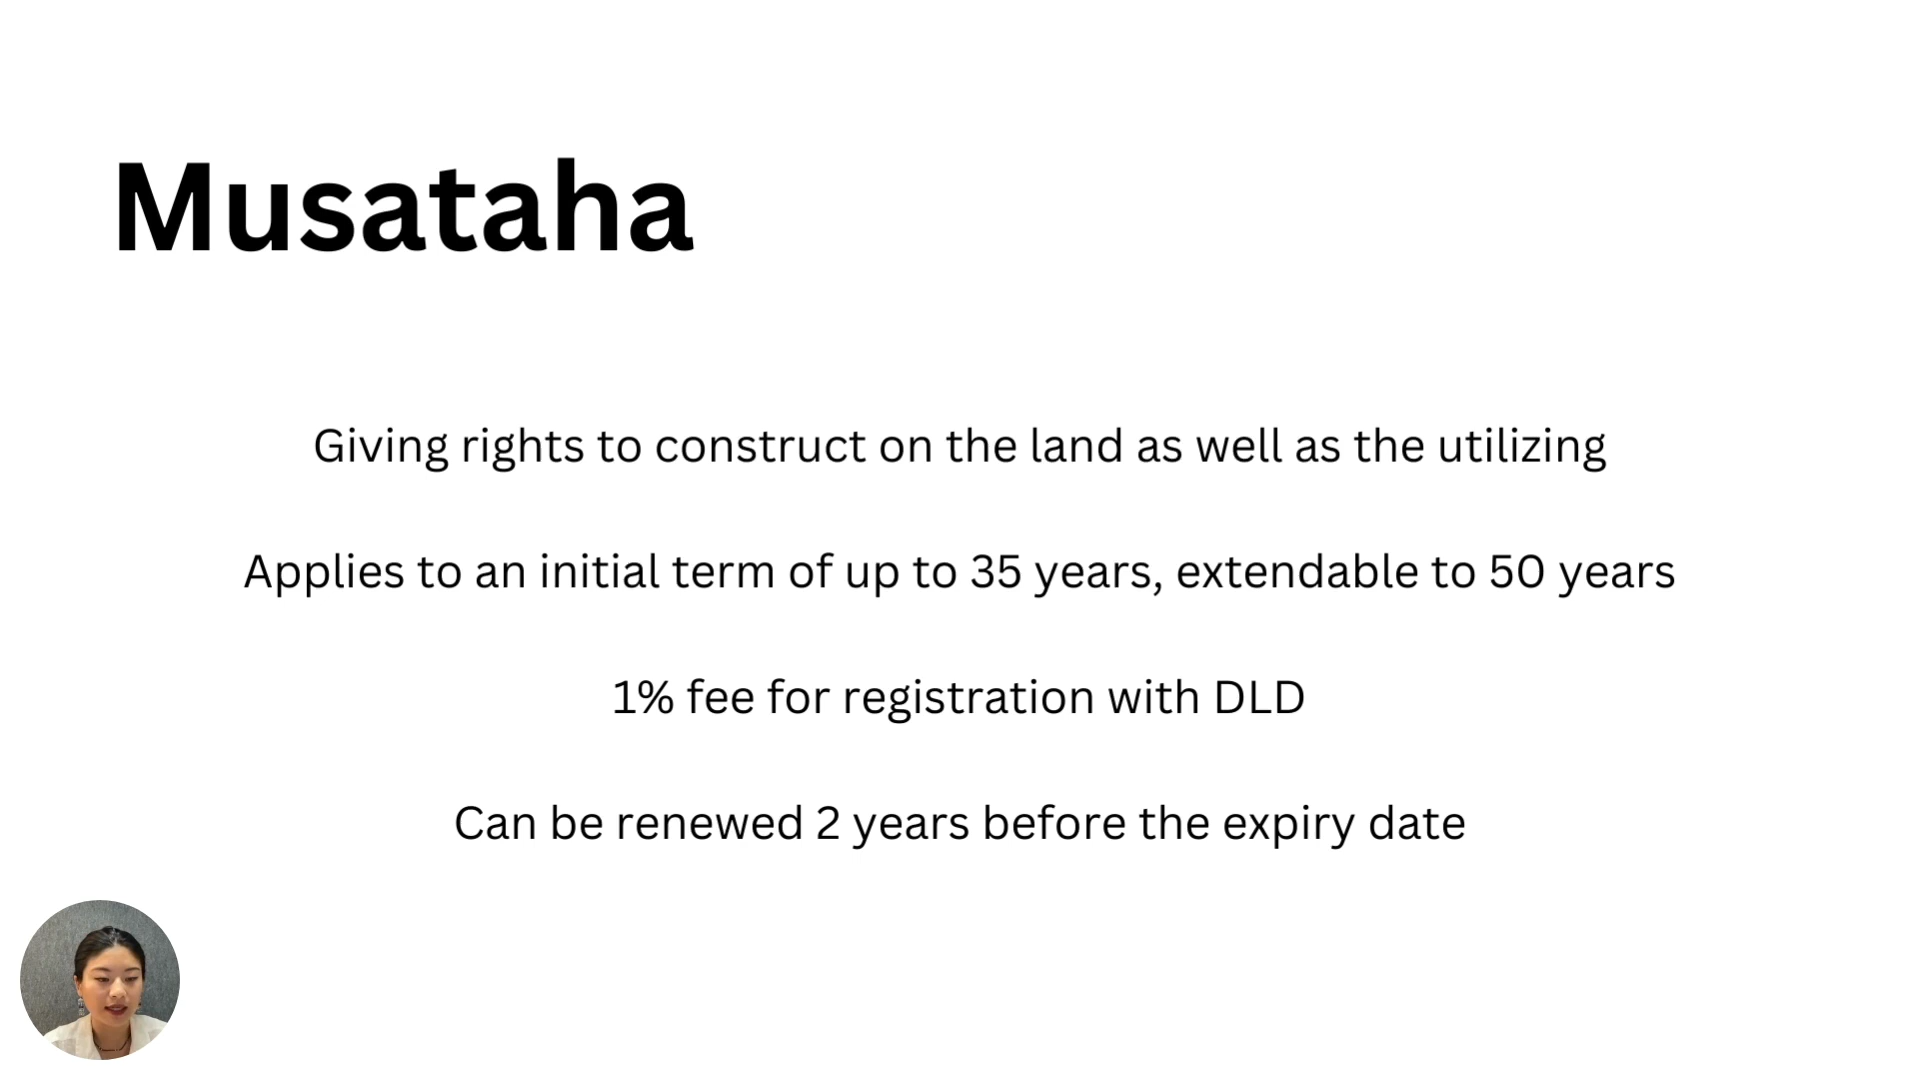 Musataha
Giving rights to construct on the land as well as the utilizing
Applies to an initial term of up to 35 years, extendable to 50 years
1% fee for registration with DLD
Can be renewed 2 years before the expiry date